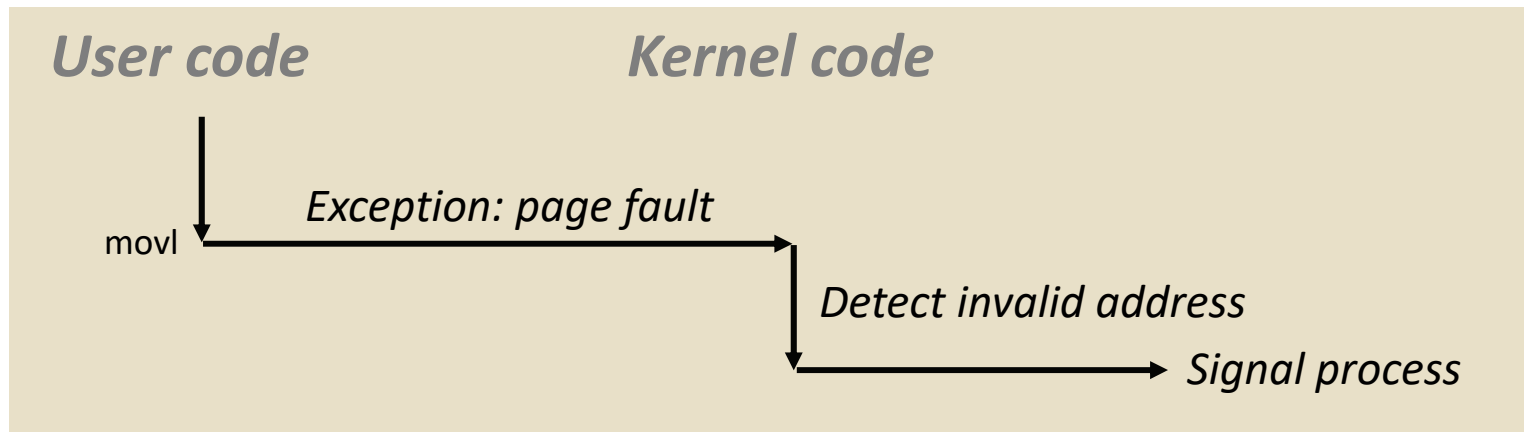 User code
Kernel code
Exception: page fault
movl
Detect invalid address
Signal process